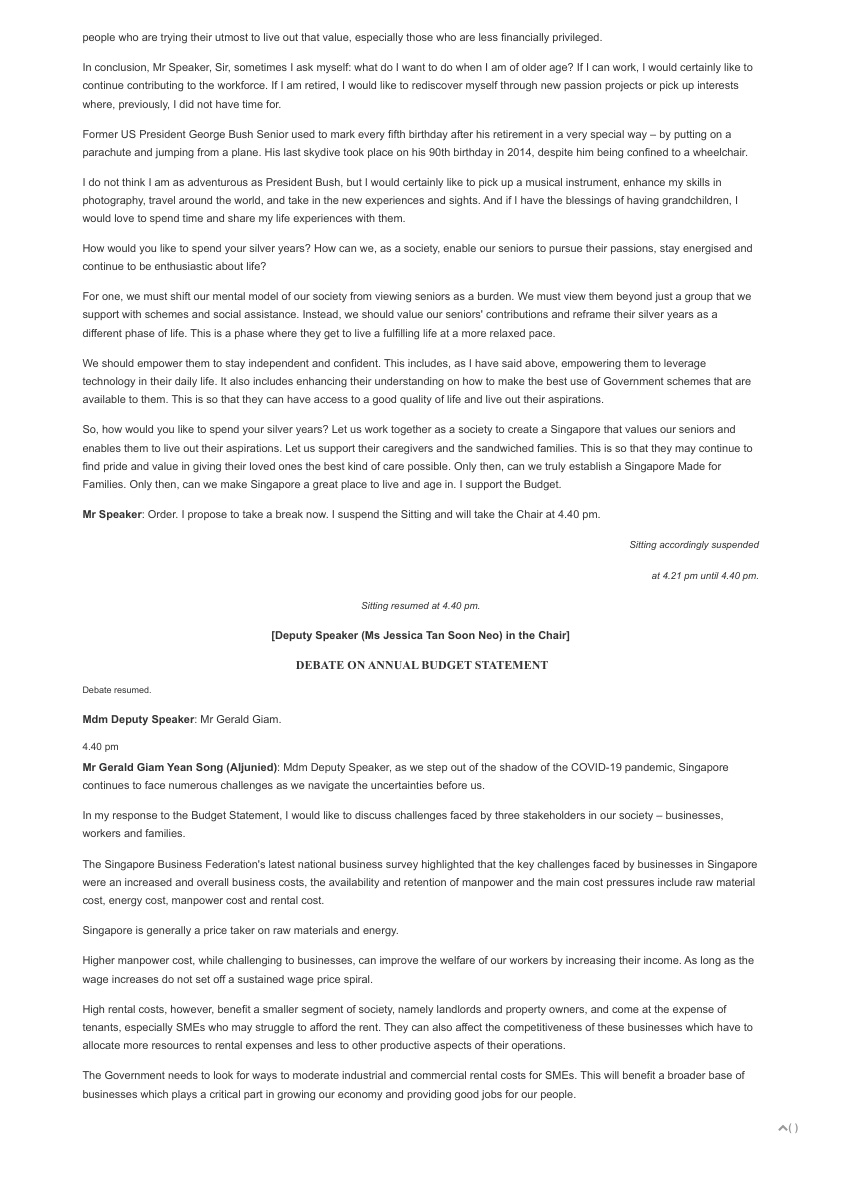 people who are trying their utmost to live out that value, especially those who are less financially privileged.
In conclusion, Mr Speaker, Sir, sometimes I ask myself: what do I want to do when I am of older age? If I can work, I would certainly like to
continue contributing to the workforce. If I am retired, I would like to rediscover myself through new passion projects or pick up interests
where, previously, I did not have time for.
Former US President George Bush Senior used to mark every fifth birthday after his retirement in a very special way – by putting on a
parachute and jumping from a plane. His last skydive took place on his 90th birthday in 2014, despite him being confined to a wheelchair.
I do not think I am as adventurous as President Bush, but I would certainly like to pick up a musical instrument, enhance my skills in
photography, travel around the world, and take in the new experiences and sights. And if I have the blessings of having grandchildren, I
would love to spend time and share my life experiences with them.
How would you like to spend your silver years? How can we, as a society, enable our seniors to pursue their passions, stay energised and
continue to be enthusiastic about life?
For one, we must shift our mental model of our society from viewing seniors as a burden. We must view them beyond just a group that we
support with schemes and social assistance. Instead, we should value our seniors' contributions and reframe their silver years as a
different phase of life. This is a phase where they get to live a fulfilling life at a more relaxed pace.
We should empower them to stay independent and confident. This includes, as I have said above, empowering them to leverage
technology in their daily life. It also includes enhancing their understanding on how to make the best use of Government schemes that are
available to them. This is so that they can have access to a good quality of life and live out their aspirations.
So, how would you like to spend your silver years? Let us work together as a society to create a Singapore that values our seniors and
enables them to live out their aspirations. Let us support their caregivers and the sandwiched families. This is so that they may continue to
find pride and value in giving their loved ones the best kind of care possible. Only then, can we truly establish a Singapore Made for
Families. Only then, can we make Singapore a great place to live and age in. I support the Budget.
Mr Speaker: Order. I propose to take a break now. I suspend the Sitting and will take the Chair at 4.40 pm.
Sitting accordingly suspended
at 4.21 pm until 4.40 pm.
Sitting resumed at 4.40 pm.
[Deputy Speaker (Ms Jessica Tan Soon Neo) in the Chair]
DEBATE ON ANNUAL BUDGET STATEMENT
Debate resumed.
Mdm Deputy Speaker: Mr Gerald Giam.
4.40 pm
Mr Gerald Giam Yean Song (Aljunied): Mdm Deputy Speaker, as we step out of the shadow of the COVID-19 pandemic, Singapore
continues to face numerous challenges as we navigate the uncertainties before us.
In my response to the Budget Statement, I would like to discuss challenges faced by three stakeholders in our society – businesses,
workers and families.
The Singapore Business Federation's latest national business survey highlighted that the key challenges faced by businesses in Singapore
were an increased and overall business costs, the availability and retention of manpower and the main cost pressures include raw material
cost, energy cost, manpower cost and rental cost.
Singapore is generally a price taker on raw materials and energy.
Higher manpower cost, while challenging to businesses, can improve the welfare of our workers by increasing their income. As long as the
wage increases do not set off a sustained wage price spiral.
High rental costs, however, benefit a smaller segment of society, namely landlords and property owners, and come at the expense of
tenants, especially SMEs who may struggle to afford the rent. They can also affect the competitiveness of these businesses which have to
allocate more resources to rental expenses and less to other productive aspects of their operations.
The Government needs to look for ways to moderate industrial and commercial rental costs for SMEs. This will benefit a broader base of
businesses which plays a critical part in growing our economy and providing good jobs for our people.
( )